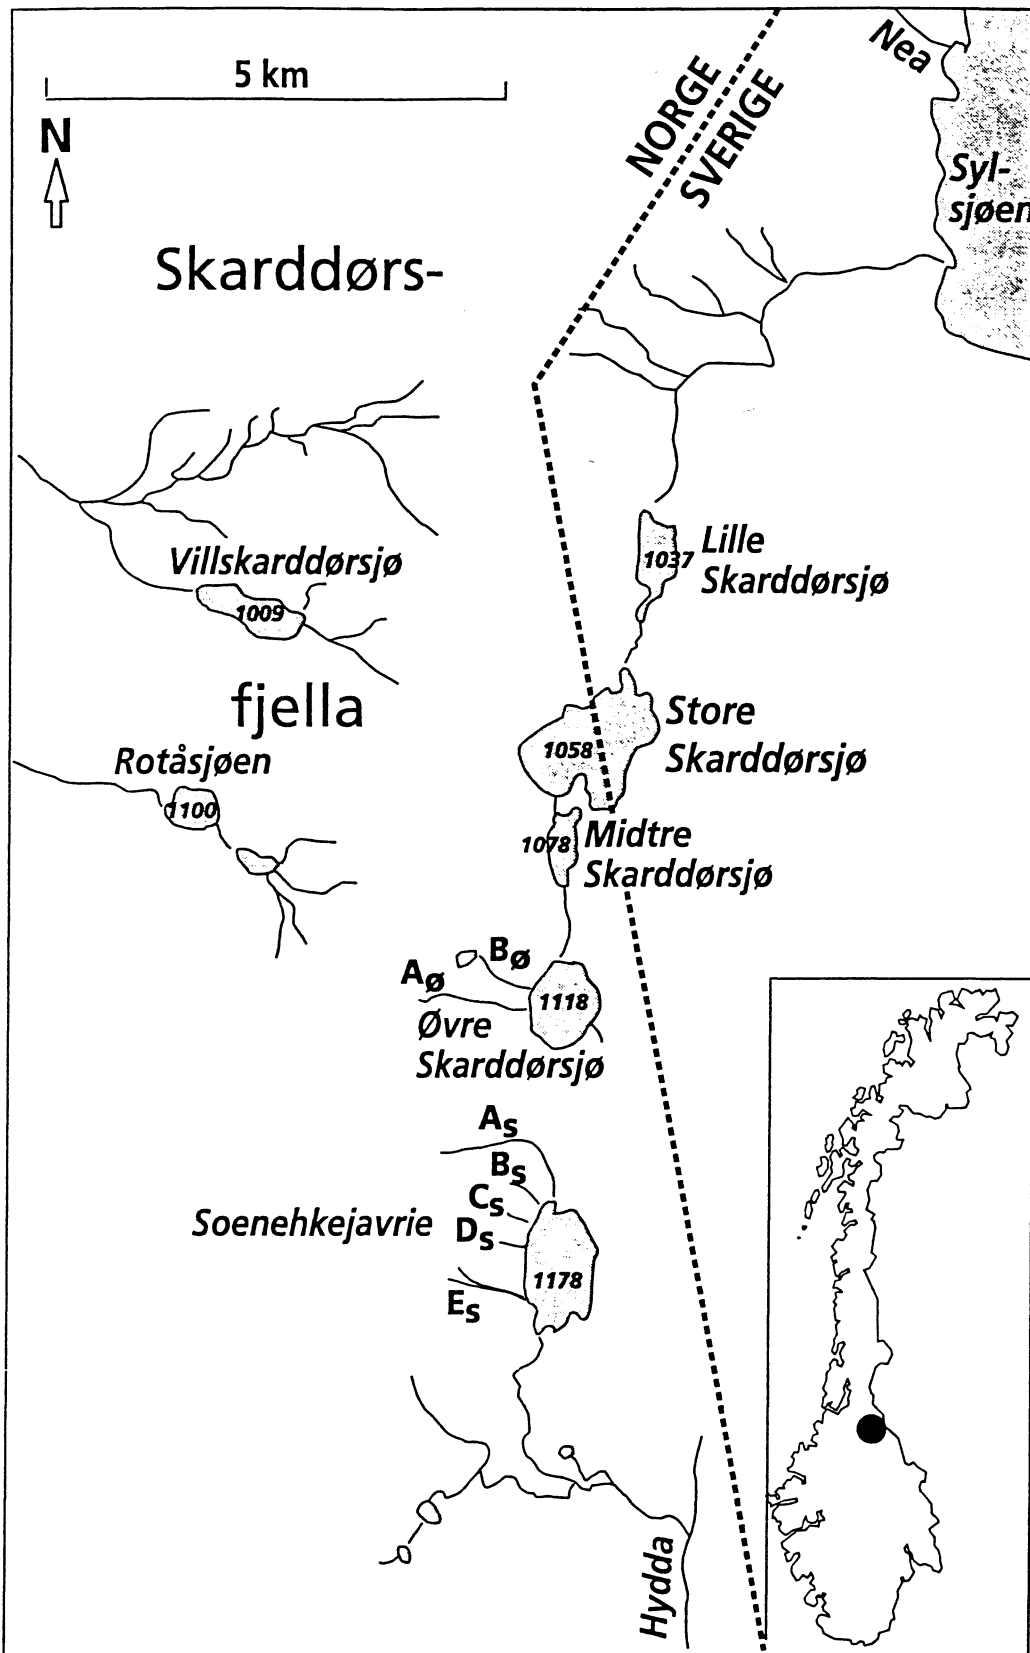 5 km
N
Nea
NORGE
SVERIGE
Syl-
sjøen
Skarddørs-
Villskarddørsjø
1009
Lille
1037
Skarddørsjø
fjella
Store
1058
Skarddørsjø
Rotåsjøen
1100
Midtre
1078
Skarddørsjø
Bø
Aø
1118
Øvre
Skarddørsjø
As
Bs
Cs
Soenehkejavrie
Ds
1178
Es
Hydda